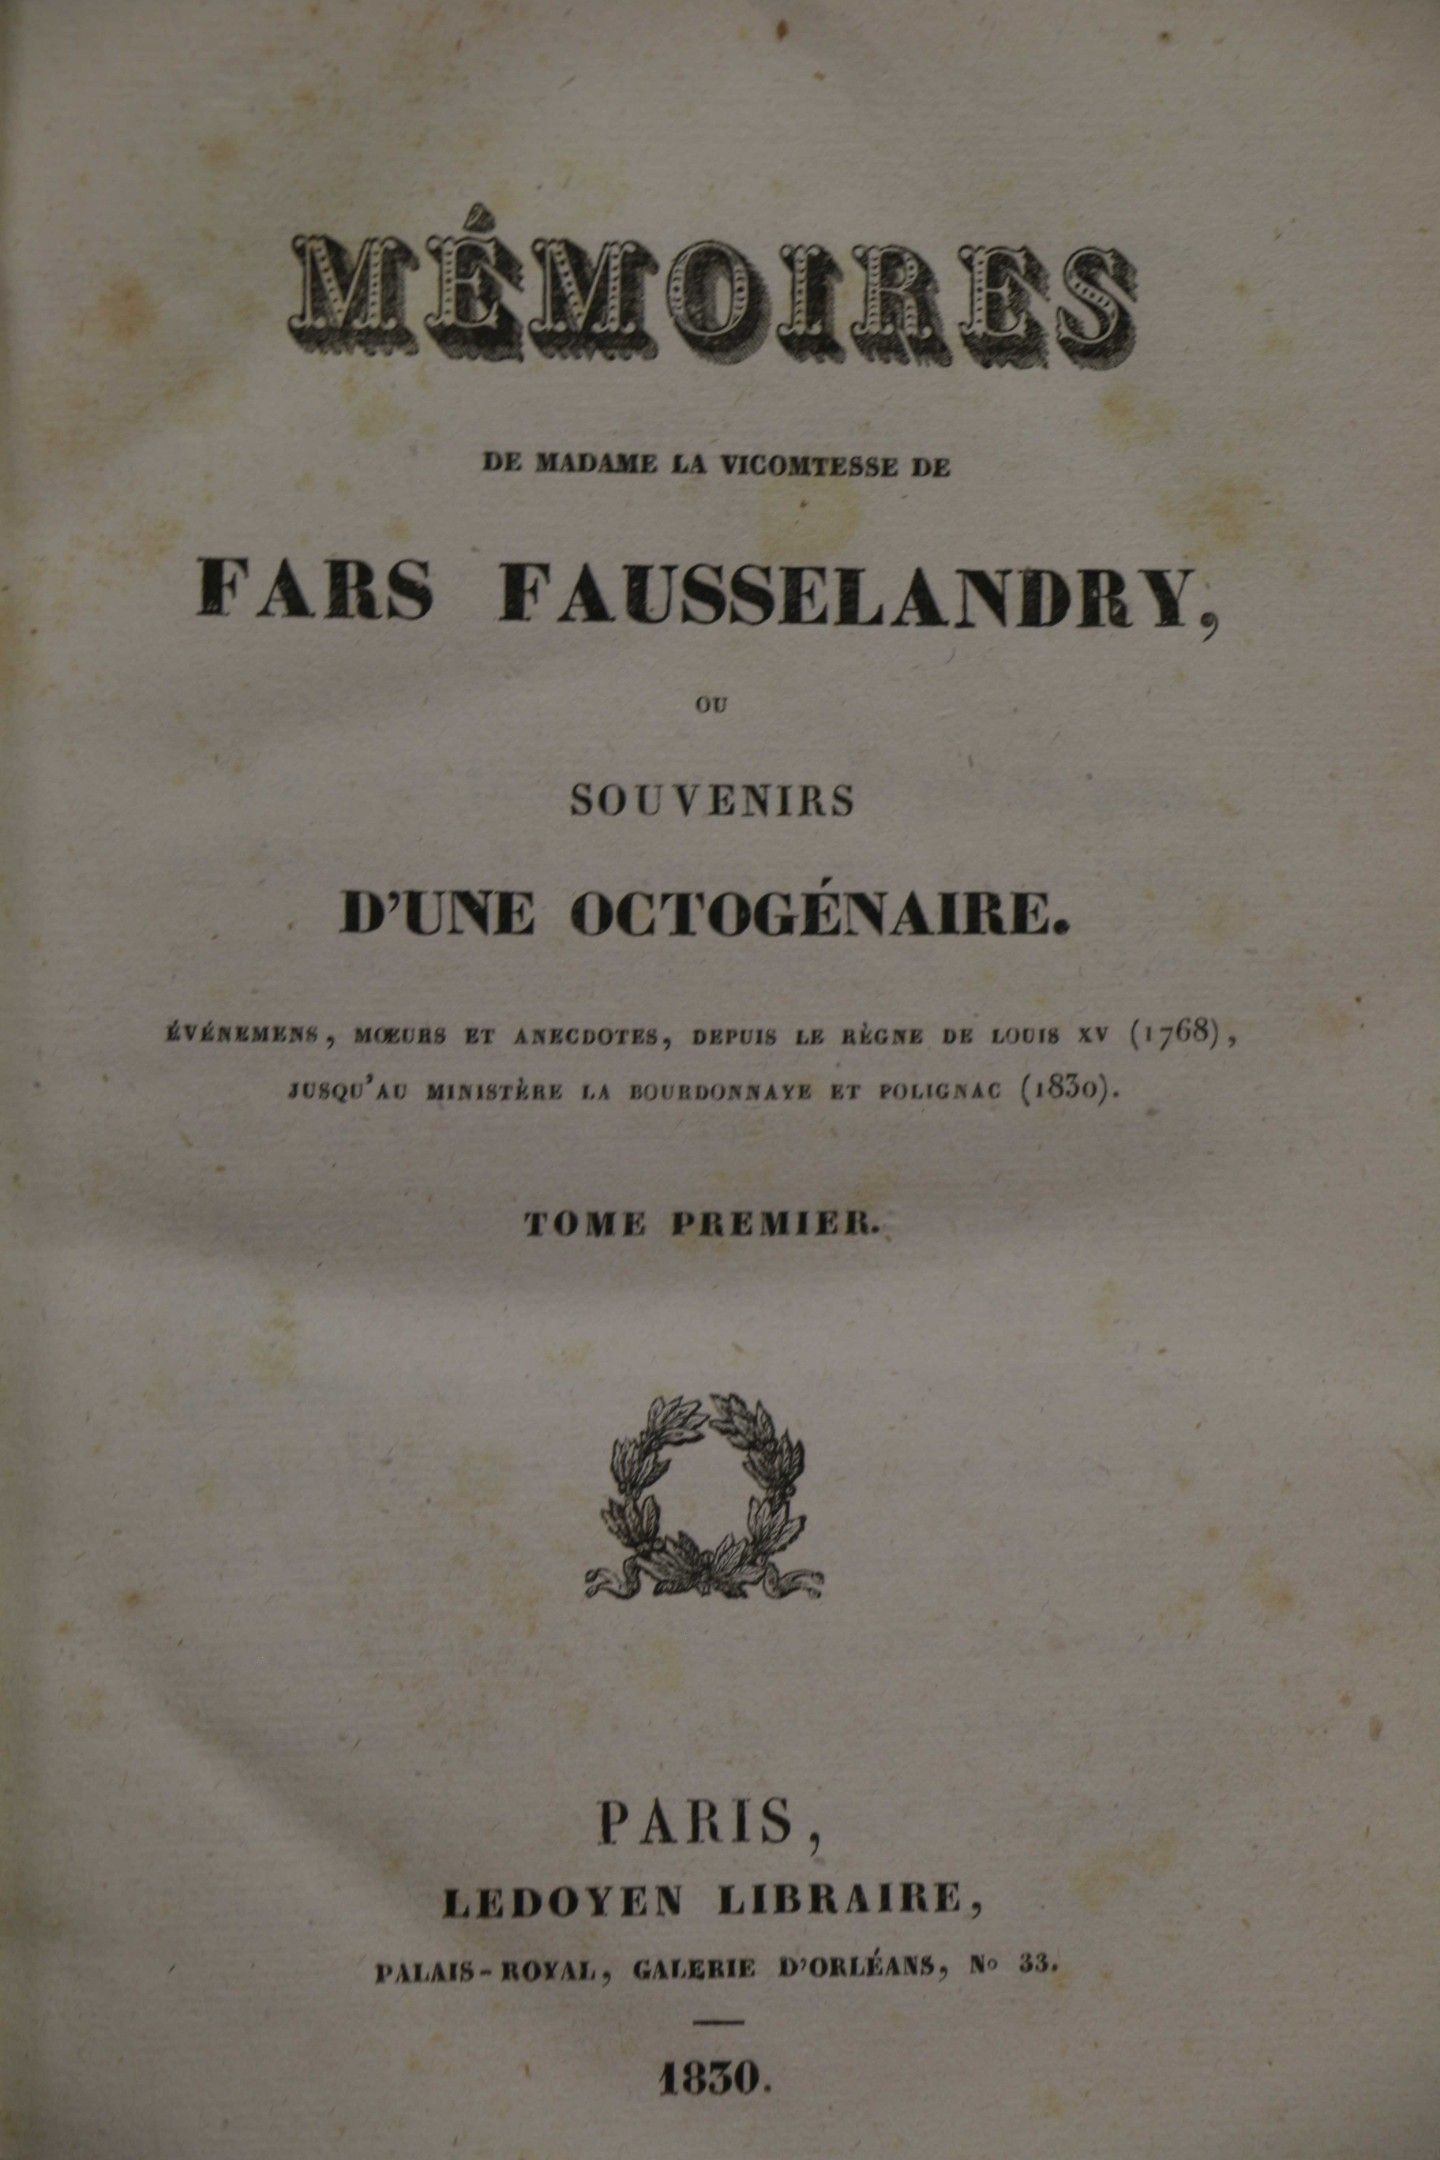 MÉMOIRES
DE MADAME LA VICOMTESSE DE
FARS FAUSSELANDRY,
OU
SOUVENIRS
D'UNE OCTOGÉNAIRE.
ÉVÉNEMENS, MŒURS ET ANECDOTES, DEPUIS LE RÈGNE DE LOUIS XV (1768),
JUSQU'AU MINISTÈRE LA BOURDONNAYE ET POLIGNAC (1830).
TOME PREMIER.
PARIS,
LEDOYEN LIBRAIRE,
PALAIS-ROYAL, GALERIE D'ORLÉANS, No 33.
1830.